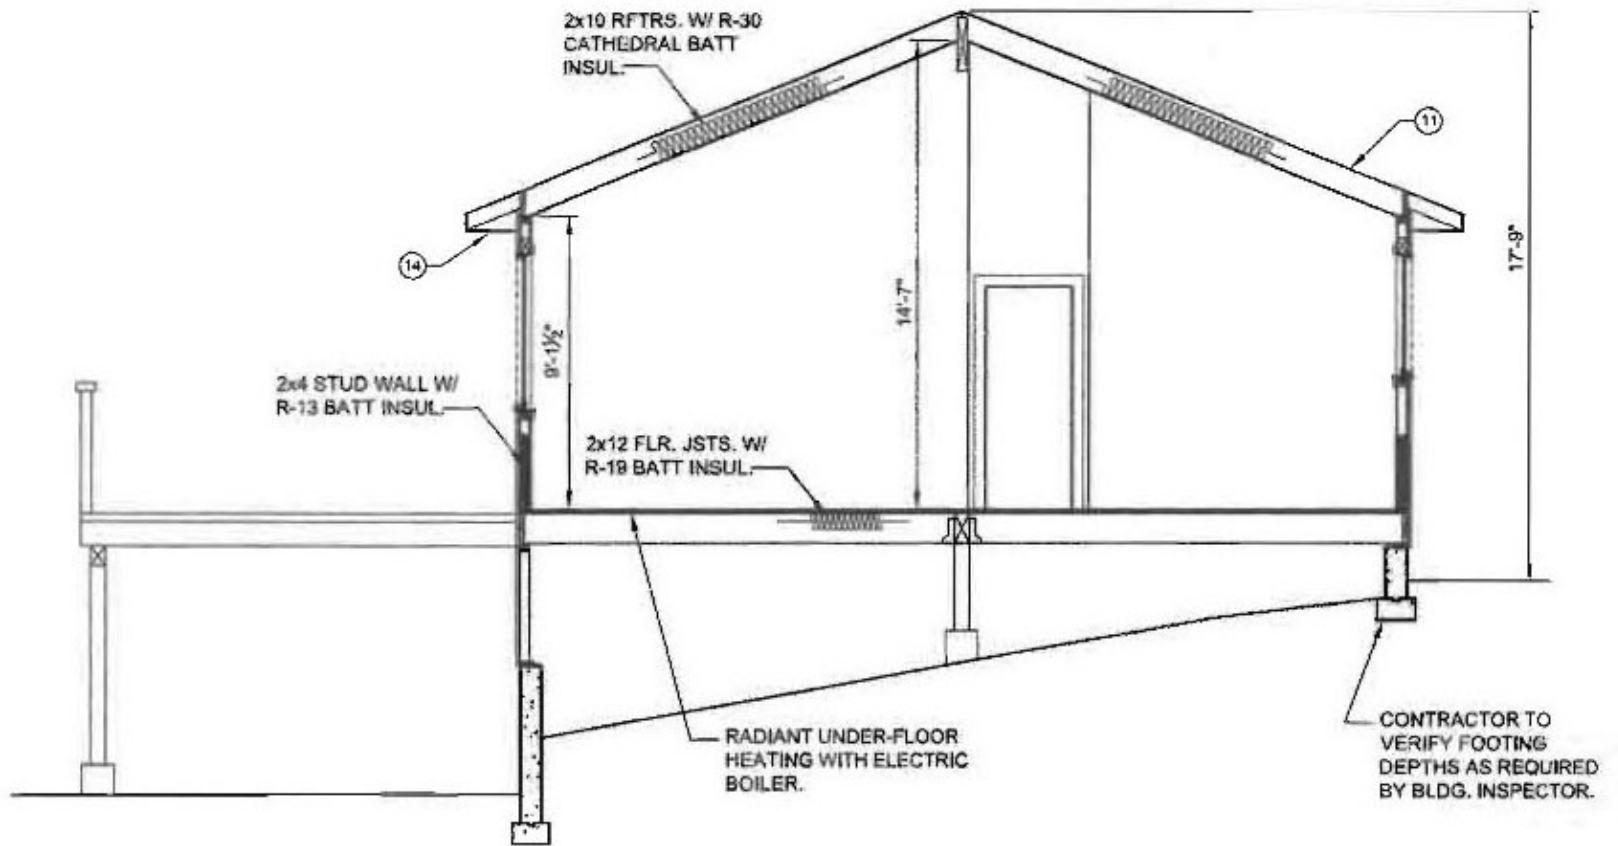 2x10 RFTRS. W/ R-30
CATHEDRAL BATT
INSUL.
11
14
17'-9"
14'-7"
9'-1½"
2x4 STUD WALL W/
R-13 BATT INSUL.
2x12 FLR. JSTS. W/
R-19 BATT INSUL.
RADIANT UNDER-FLOOR
HEATING WITH ELECTRIC
BOILER.
CONTRACTOR TO
VERIFY FOOTING
DEPTHS AS REQUIRED
BY BLDG. INSPECTOR.